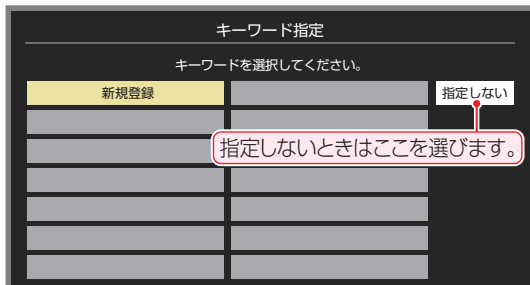 キーワード指定
キーワードを選択してください。
新規登録
指定しない
指定しないときはここを選びます。